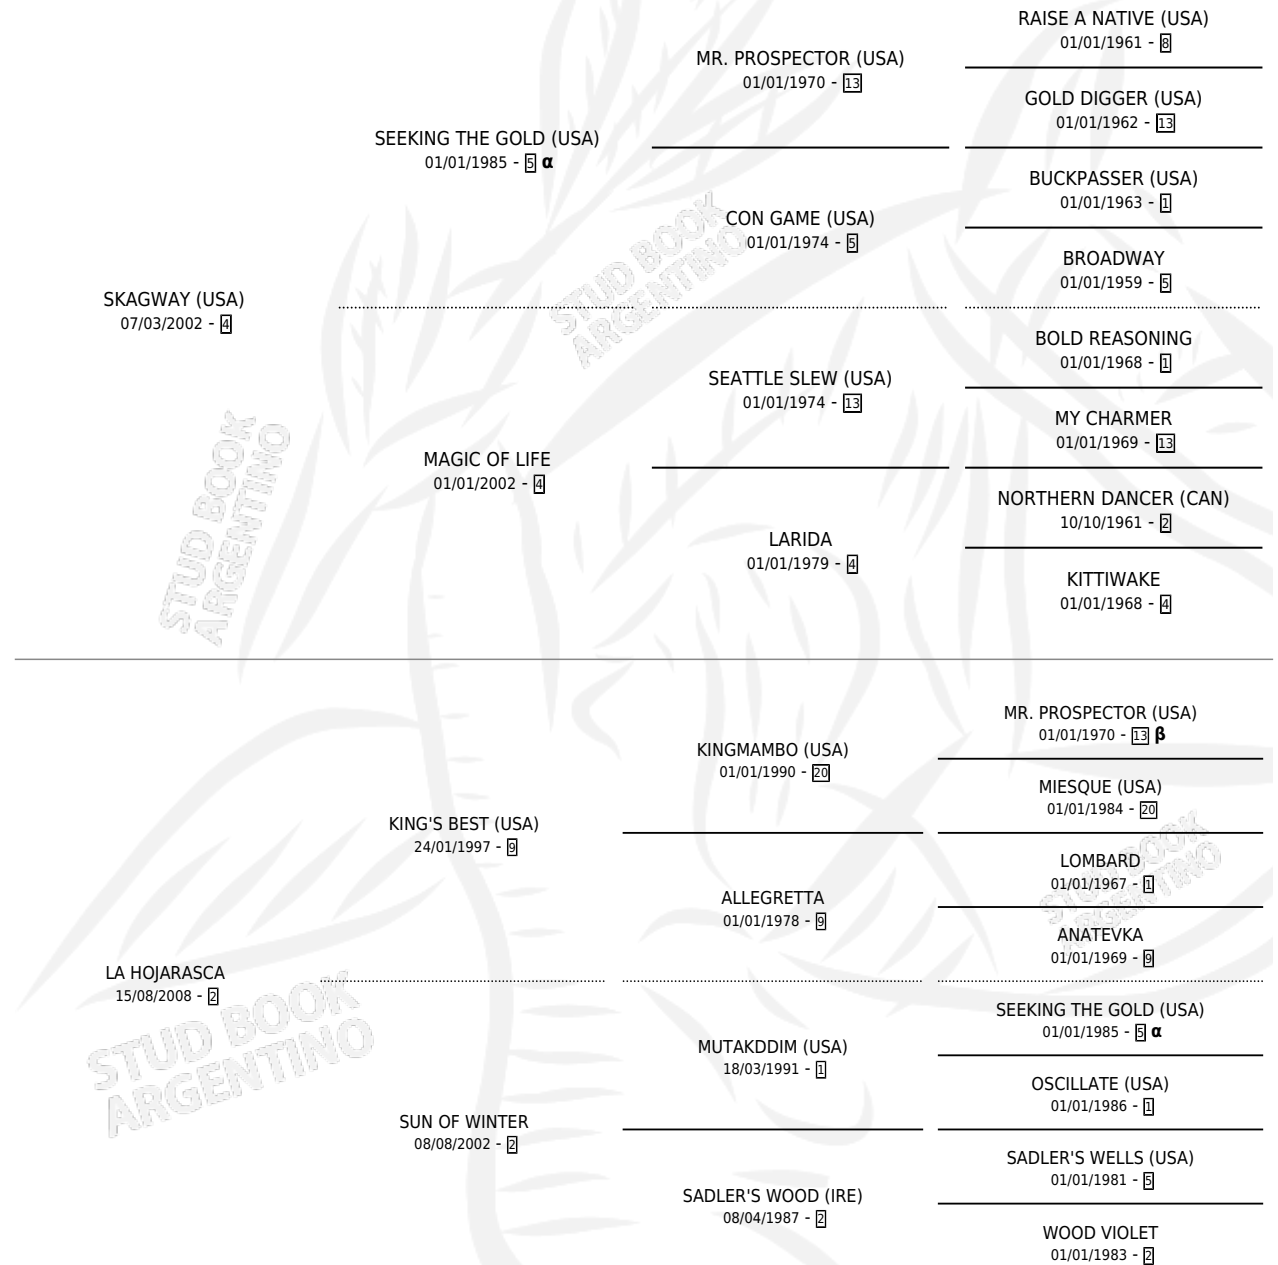 RAISE A NATIVE (USA)
01/01/1961 - 8
MR. PROSPECTOR (USA)
01/01/1970 - 13
GOLD DIGGER (USA)
01/01/1962 - 13
SEEKING THE GOLD (USA)
01/01/1985 - 5 α
BUCKPASSER (USA)
01/01/1963 - 1
CON GAME (USA)
01/01/1974 - 5
BROADWAY
01/01/1959 - 5
SKAGWAY (USA)
07/03/2002 - 4
BOLD REASONING
01/01/1968 - 1
SEATTLE SLEW (USA)
01/01/1974 - 13
MY CHARMER
01/01/1969 - 13
MAGIC OF LIFE
01/01/2002 - 4
NORTHERN DANCER (CAN)
10/10/1961 - 2
LARIDA
01/01/1979 - 4
KITTIWAKE
01/01/1968 - 4
MR. PROSPECTOR (USA)
01/01/1970 - 13 β
KINGMAMBO (USA)
01/01/1990 - 20
MIESQUE (USA)
01/01/1984 - 20
KING'S BEST (USA)
24/01/1997 - 9
LOMBARD
01/01/1967 - 1
ALLEGRETTA
01/01/1978 - 9
ANATEVKA
01/01/1969 - 9
LA HOJARASCA
15/08/2008 - 2
SEEKING THE GOLD (USA)
01/01/1985 - 5 α
MUTAKDDIM (USA)
18/03/1991 - 1
OSCILLATE (USA)
01/01/1986 - 1
SUN OF WINTER
08/08/2002 - 2
SADLER'S WELLS (USA)
01/01/1981 - 5
SADLER'S WOOD (IRE)
08/04/1987 - 2
WOOD VIOLET
01/01/1983 - 2
STUD BOOK
ARGENTINO
STUD BOOK
ARGENTINO
STUD BOOK
ARGENTINO
STUD BOOK
ARGENTINO